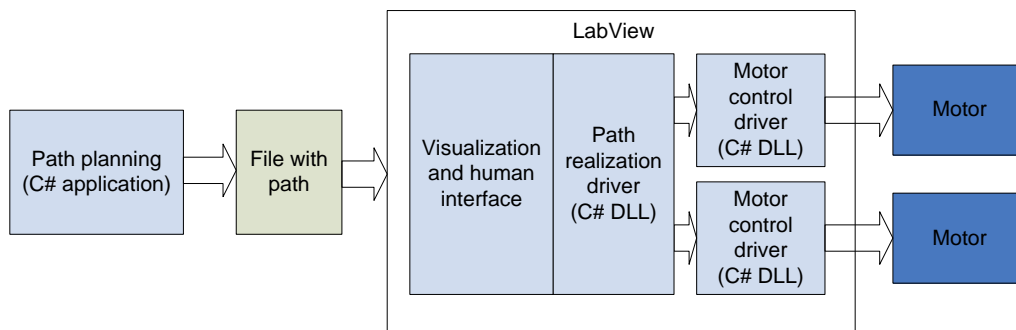 LabView
Path planning
(C# application)
File with
path
Visualization
and human
interface
Path
realization
driver
(C# DLL)
Motor
control
driver
(C# DLL)
Motor
Motor
control
driver
(C# DLL)
Motor